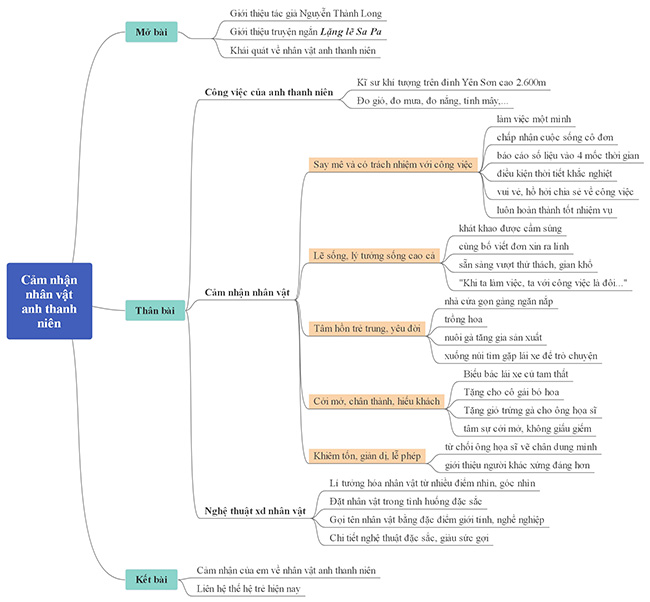 Mở bài
Giới thiệu tác giả Nguyễn Thành Long
Giới thiệu truyện ngắn Lặng lẽ Sa Pa
Khái quát về nhân vật anh thanh niên
Cảm nhận
nhân vật
anh thanh
niên
Thân bài
Công việc của anh thanh niên
Kĩ sư khí tượng trên đỉnh Yên Sơn cao 2.600m
Đo gió, đo mưa, đo nắng, tính mây,...
Cảm nhận nhân vật
Say mê và có trách nhiệm với công việc
làm việc một mình
chấp nhận cuộc sống cô đơn
báo cáo số liệu vào 4 mốc thời gian
điều kiện thời tiết khắc nghiệt
vui vẻ, hồ hởi chia sẻ về công việc
luôn hoàn thành tốt nhiệm vụ
Lẽ sống, lý tưởng sống cao cả
khát khao được cầm súng
cùng bố viết đơn xin ra lính
sẵn sàng vượt thử thách, gian khổ
"Khi ta làm việc, ta với công việc là đôi..."
Tâm hồn trẻ trung, yêu đời
nhà cửa gọn gàng ngăn nắp
trồng hoa
nuôi gà tăng gia sản xuất
xuống núi tìm gặp lái xe để trò chuyện
Cởi mở, chân thành, hiếu khách
Biếu bác lái xe củ tam thất
Tặng cho cô gái bó hoa
Tặng giỏ trứng gà cho ông họa sĩ
tâm sự cởi mở, không giấu giếm
Khiêm tốn, giản dị, lễ phép
từ chối ông họa sĩ vẽ chân dung mình
giới thiệu người khác xứng đáng hơn
Nghệ thuật xd nhân vật
Lí tưởng hóa nhân vật từ nhiều điểm nhìn, góc nhìn
Đặt nhân vật trong tình huống đặc sắc
Gọi tên nhân vật bằng đặc điểm giới tính, nghề nghiệp
Chi tiết nghệ thuật đặc sắc, giàu sức gợi
Kết bài
Cảm nhận của em về nhân vật anh thanh niên
Liên hệ thế hệ trẻ hiện nay